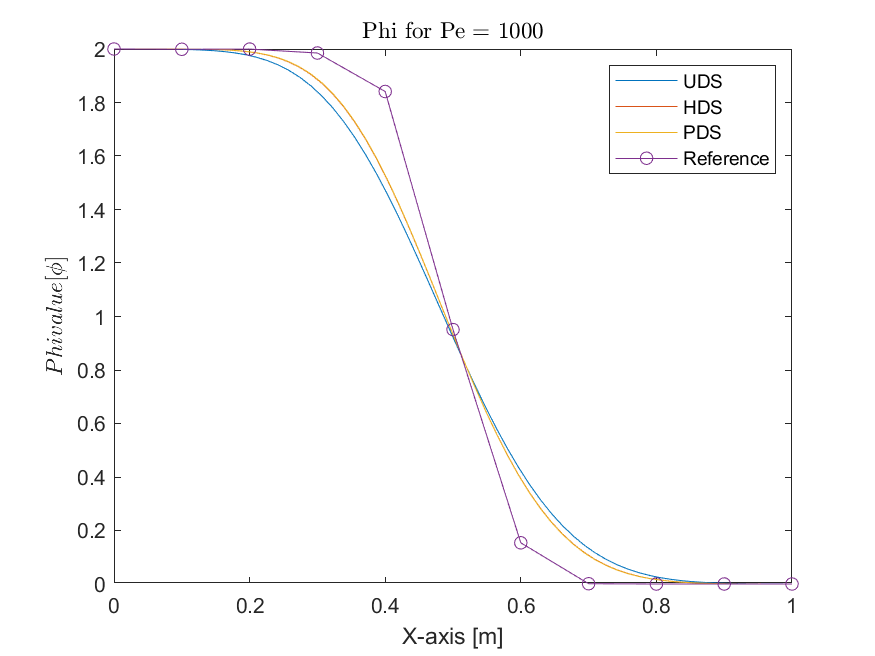 Phi for Pe = 1000
2
1.8
1.6
1.4
1.2
1
0.8
0.6
0.4
0.2
0
Phivalue[ϕ]
UDS
HDS
PDS
Reference
0 0.2 0.4 0.6 0.8 1
X-axis [m]